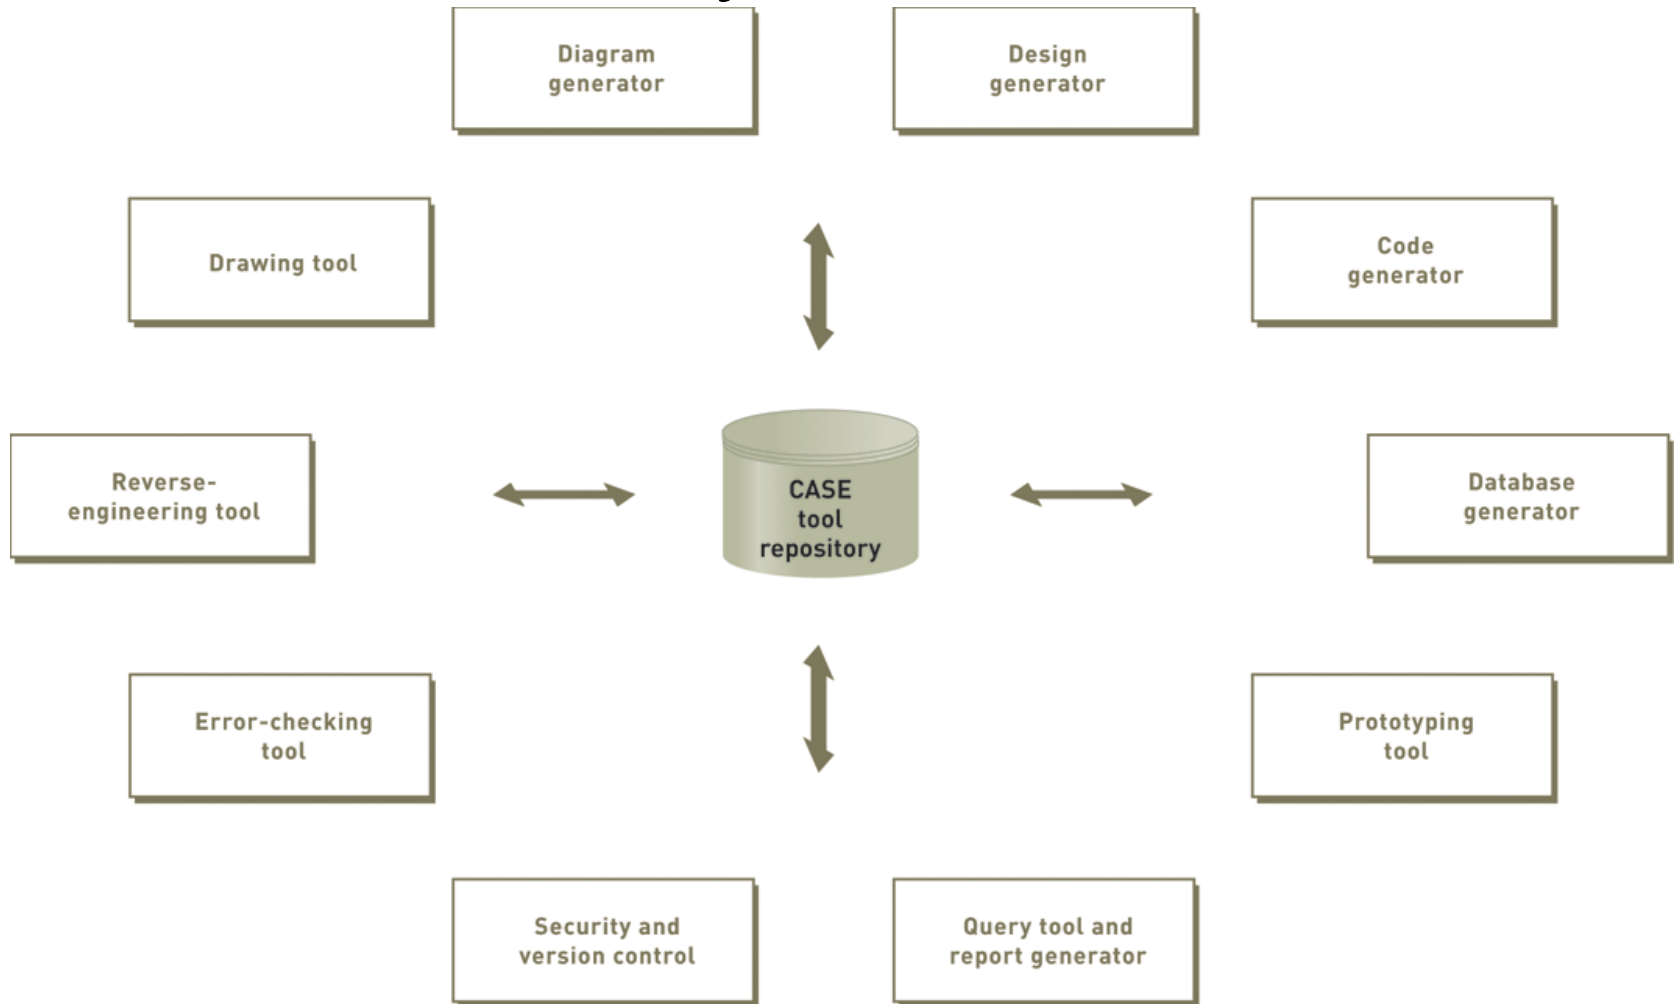 Diagram
generator
Design
generator
Drawing tool
Code
generator
Reverse-
engineering tool
CASE
tool
repository
Database
generator
Error-checking
tool
Prototyping
tool
Security and
version control
Query tool and
report generator